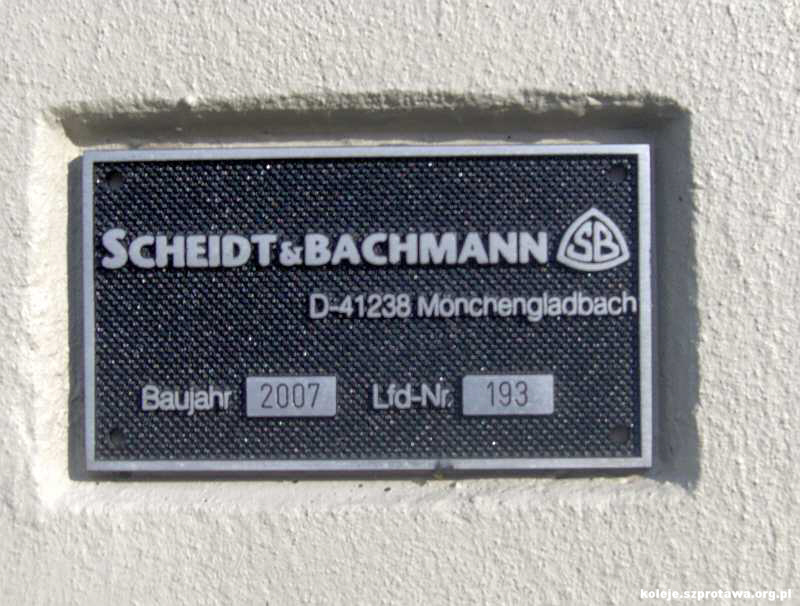 SCHEIDT&BACHMANN SB
D-41238 Mönchengladbach
Baujahr 2007 Lfd-Nr. 193
koleje.szprotawa.org.pl